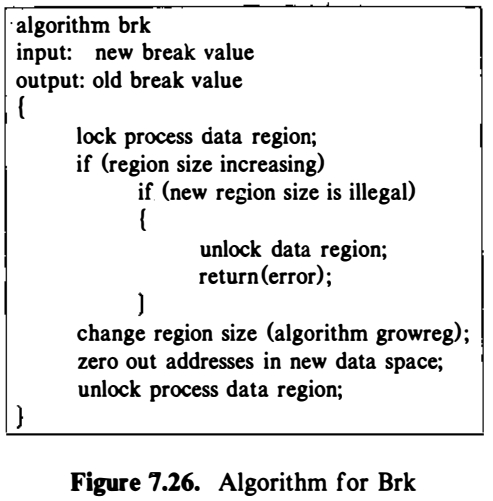 algorithm brk
input: new break value
output: old break value
{
lock process data region;
if (region size increasing)
if (new region size is illegal)
{
unlock data region;
return(error);
}
change region size (algorithm growreg);
zero out addresses in new data space;
unlock process data region;
}
Figure 7.26. Algorithm for Brk